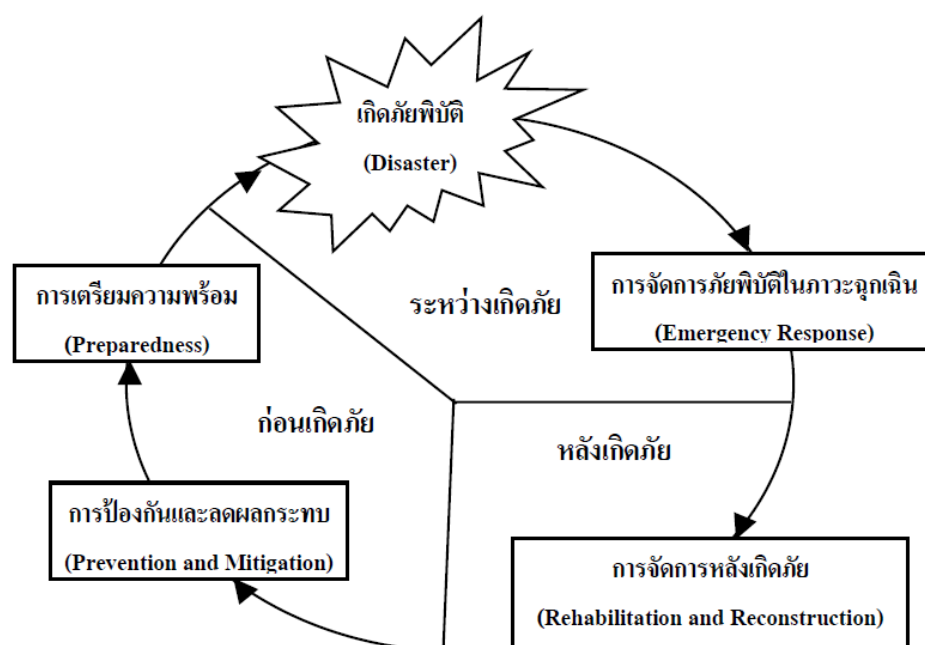 เกิดภัยพิบัติ
(Disaster)
การเตรียมความพร้อม
(Preparedness)
ระหว่างเกิดภัย
การจัดการภัยพิบัติในภาวะฉุกเฉิน
(Emergency Response)
ก่อนเกิดภัย
หลังเกิดภัย
การป้องกันและลดผลกระทบ
(Prevention and Mitigation)
การจัดการหลังเกิดภัย
(Rehabilitation and Reconstruction)